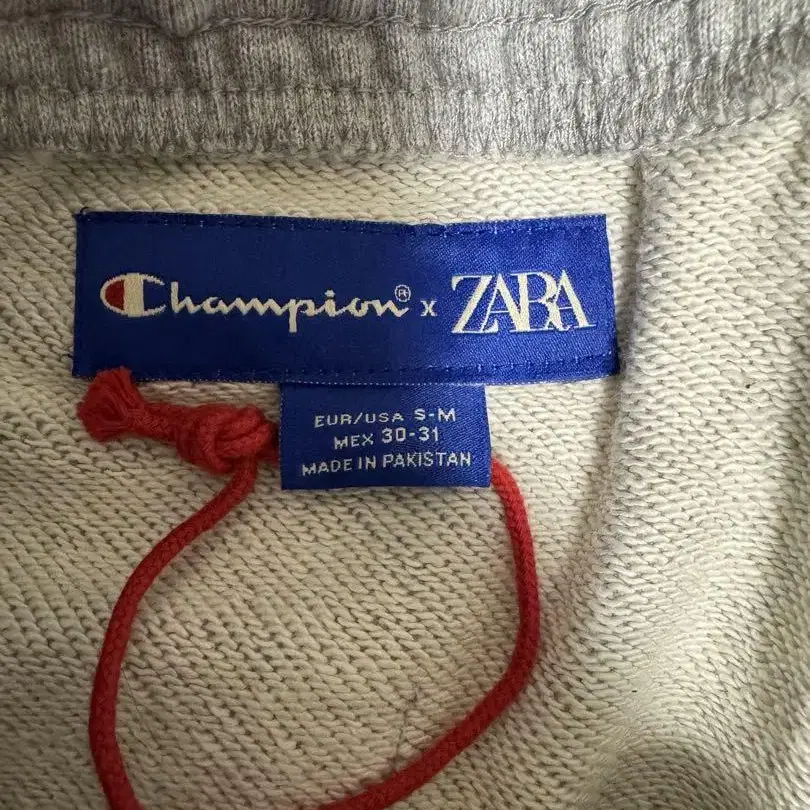 Champion® x ZARA
EUR/USA S-M
MEX 30-31
MADE IN PAKISTAN